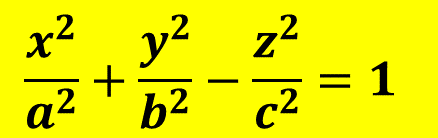 x²/a² + y²/b² − z²/c² = 1